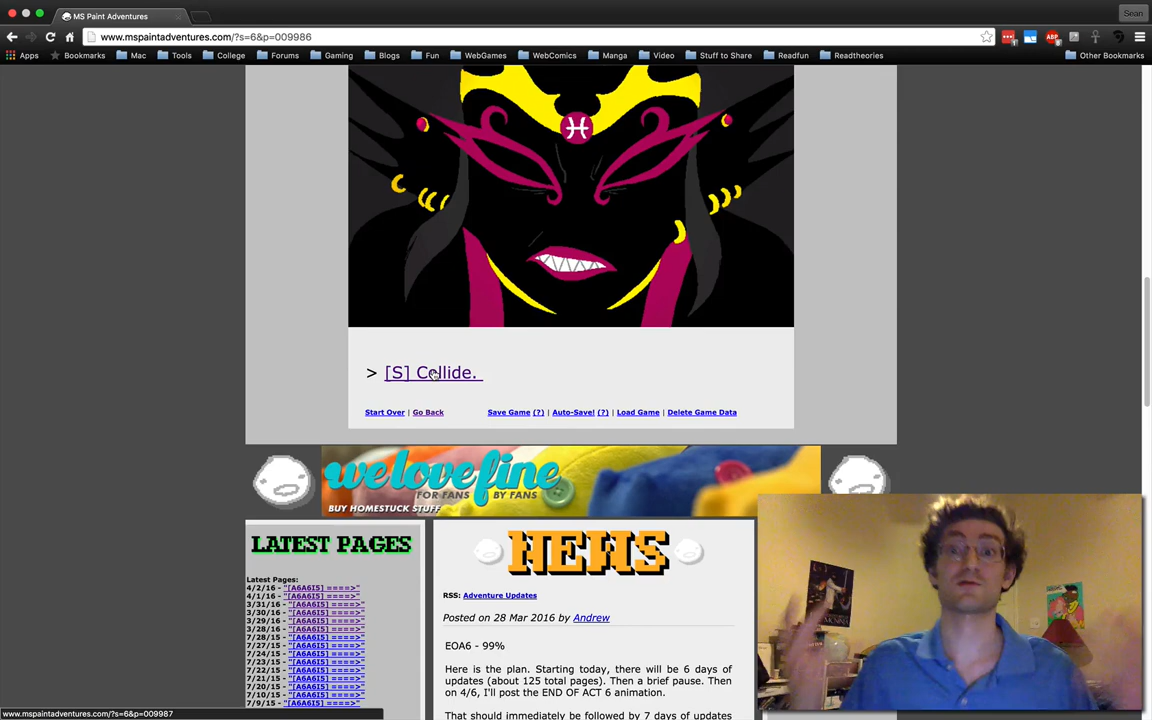 MS Paint Adventures
Sean
www.mspaintadventures.com/?s=6&p=009986
Apps Bookmarks Mac Tools College Forums Gaming Blogs Fun WebGames WebComics Manga Video Stuff to Share Readfun Readtheories Other Bookmarks
> [S] Collide.
Start Over | Go Back Save Game (?) | Auto-Save! (?) | Load Game | Delete Game Data
welovefine
FOR FANS BY FANS
BUY HOMESTUCK STUFF
LATEST PAGES
Latest Pages:
4/2/16 - "[A6A6I5] ====>"
4/1/16 - "[A6A6I5] ====>"
3/31/16 - "[A6A6I5] ====>"
3/30/16 - "[A6A6I5] ====>"
3/29/16 - "[A6A6I5] ====>"
3/28/16 - "[A6A6I5] ====>"
7/28/15 - "[A6A6I5] ====>"
7/27/15 - "[A6A6I5] ====>"
7/24/15 - "[A6A6I5] ====>"
7/23/15 - "[A6A6I5] ====>"
7/22/15 - "[A6A6I5] ====>"
7/21/15 - "[A6A6I5] ====>"
7/20/15 - "[A6A6I5] ====>"
7/10/15 - "[A6A6I5] ====>"
7/9/15 - "[A6A6I5] ====>"
NEWS
RSS: Adventure Updates
Posted on 28 Mar 2016 by Andrew
EOA6 - 99%
Here is the plan. Starting today, there will be 6 days of
updates (about 125 total pages). Then a brief pause. Then
on 4/6, I'll post the END OF ACT 6 animation.
That should immediately be followed by 7 days of updates
www.mspaintadventures.com/?s=6&p=009987